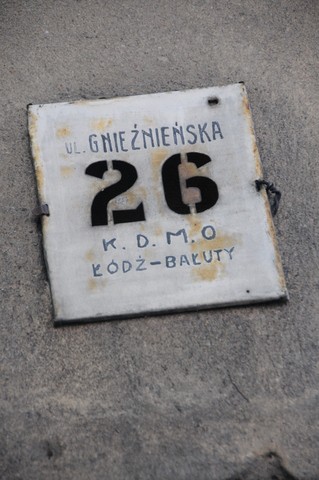 UL. GNIEŹNIEŃSKA
26
K. D. M. O
ŁÓDŹ-BAŁUTY